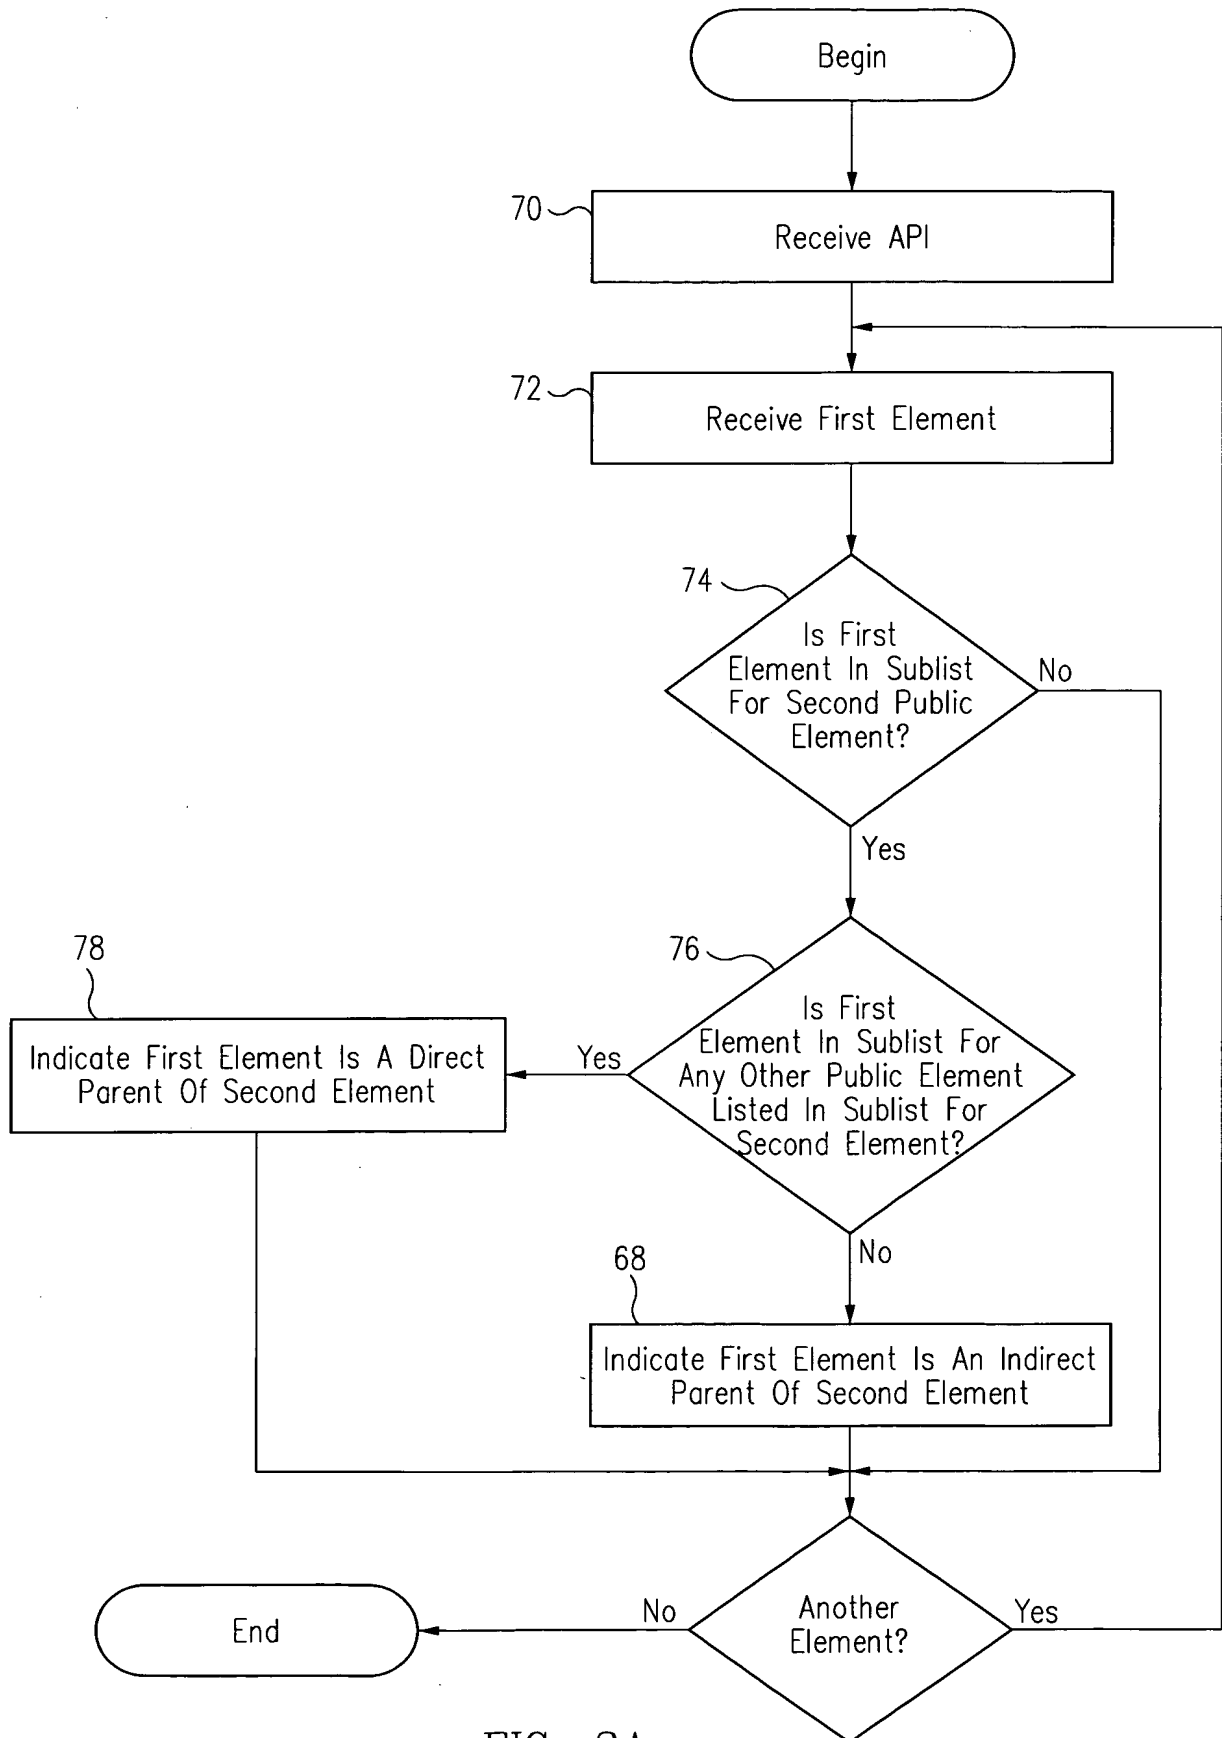 Begin
70
Receive API
72
Receive First Element
74
Is First
Element In Sublist
For Second Public
Element?
No
Yes
78
76
Indicate First Element Is A Direct
Parent Of Second Element
Yes
Is First
Element In Sublist For
Any Other Public Element
Listed In Sublist For
Second Element?
No
68
Indicate First Element Is An Indirect
Parent Of Second Element
End
No
Another
Element?
Yes